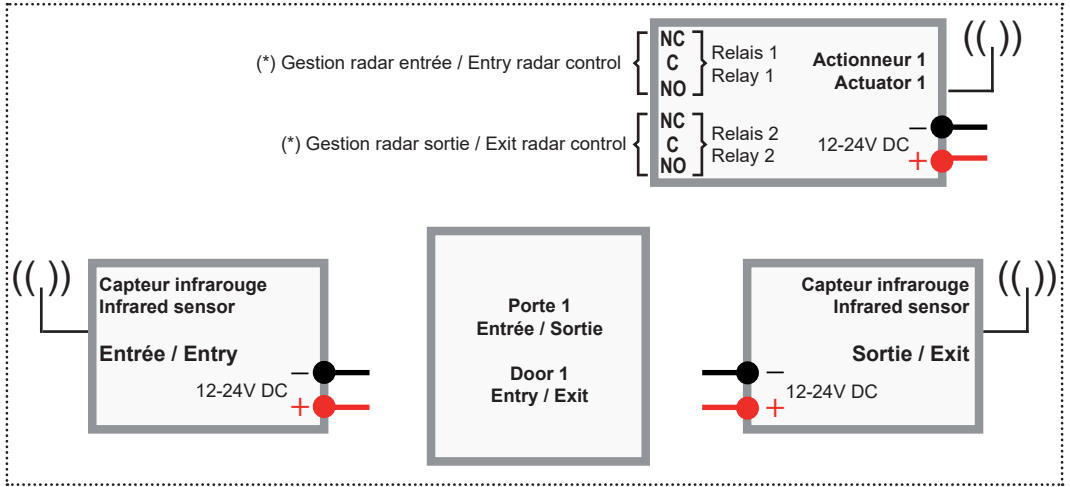 (*) Gestion radar entrée / Entry radar control
NC
C
NO
Relais 1
Relay 1
Actionneur 1
Actuator 1
(( ))
(*) Gestion radar sortie / Exit radar control
NC
C
NO
Relais 2
Relay 2
12-24V DC
–
+
(( ))
Capteur infrarouge
Infrared sensor
Entrée / Entry
12-24V DC
–
+
Porte 1
Entrée / Sortie
Door 1
Entry / Exit
(( ))
Capteur infrarouge
Infrared sensor
Sortie / Exit
–
12-24V DC
+